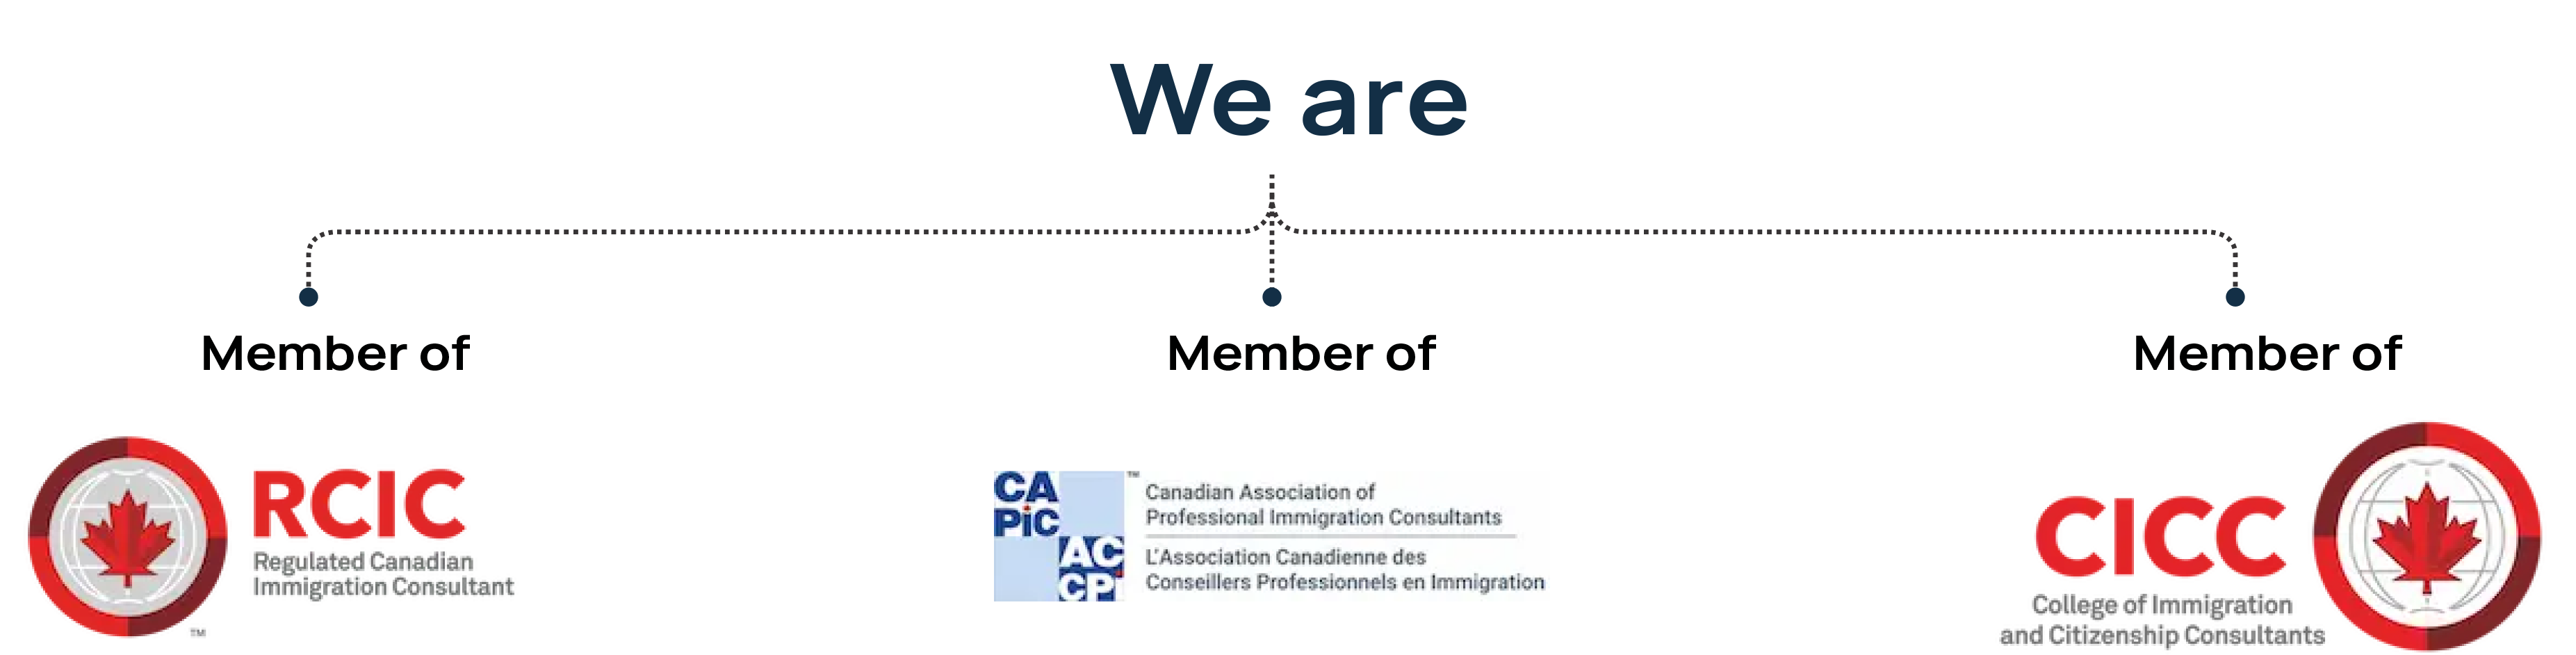 We are
Member of
Member of
Member of
RCIC
Regulated Canadian
Immigration Consultant
TM
CA
PiC
AC
CPi
TM
Canadian Association of
Professional Immigration Consultants
L'Association Canadienne des
Conseillers Professionnels en Immigration
CICC
College of Immigration
and Citizenship Consultants